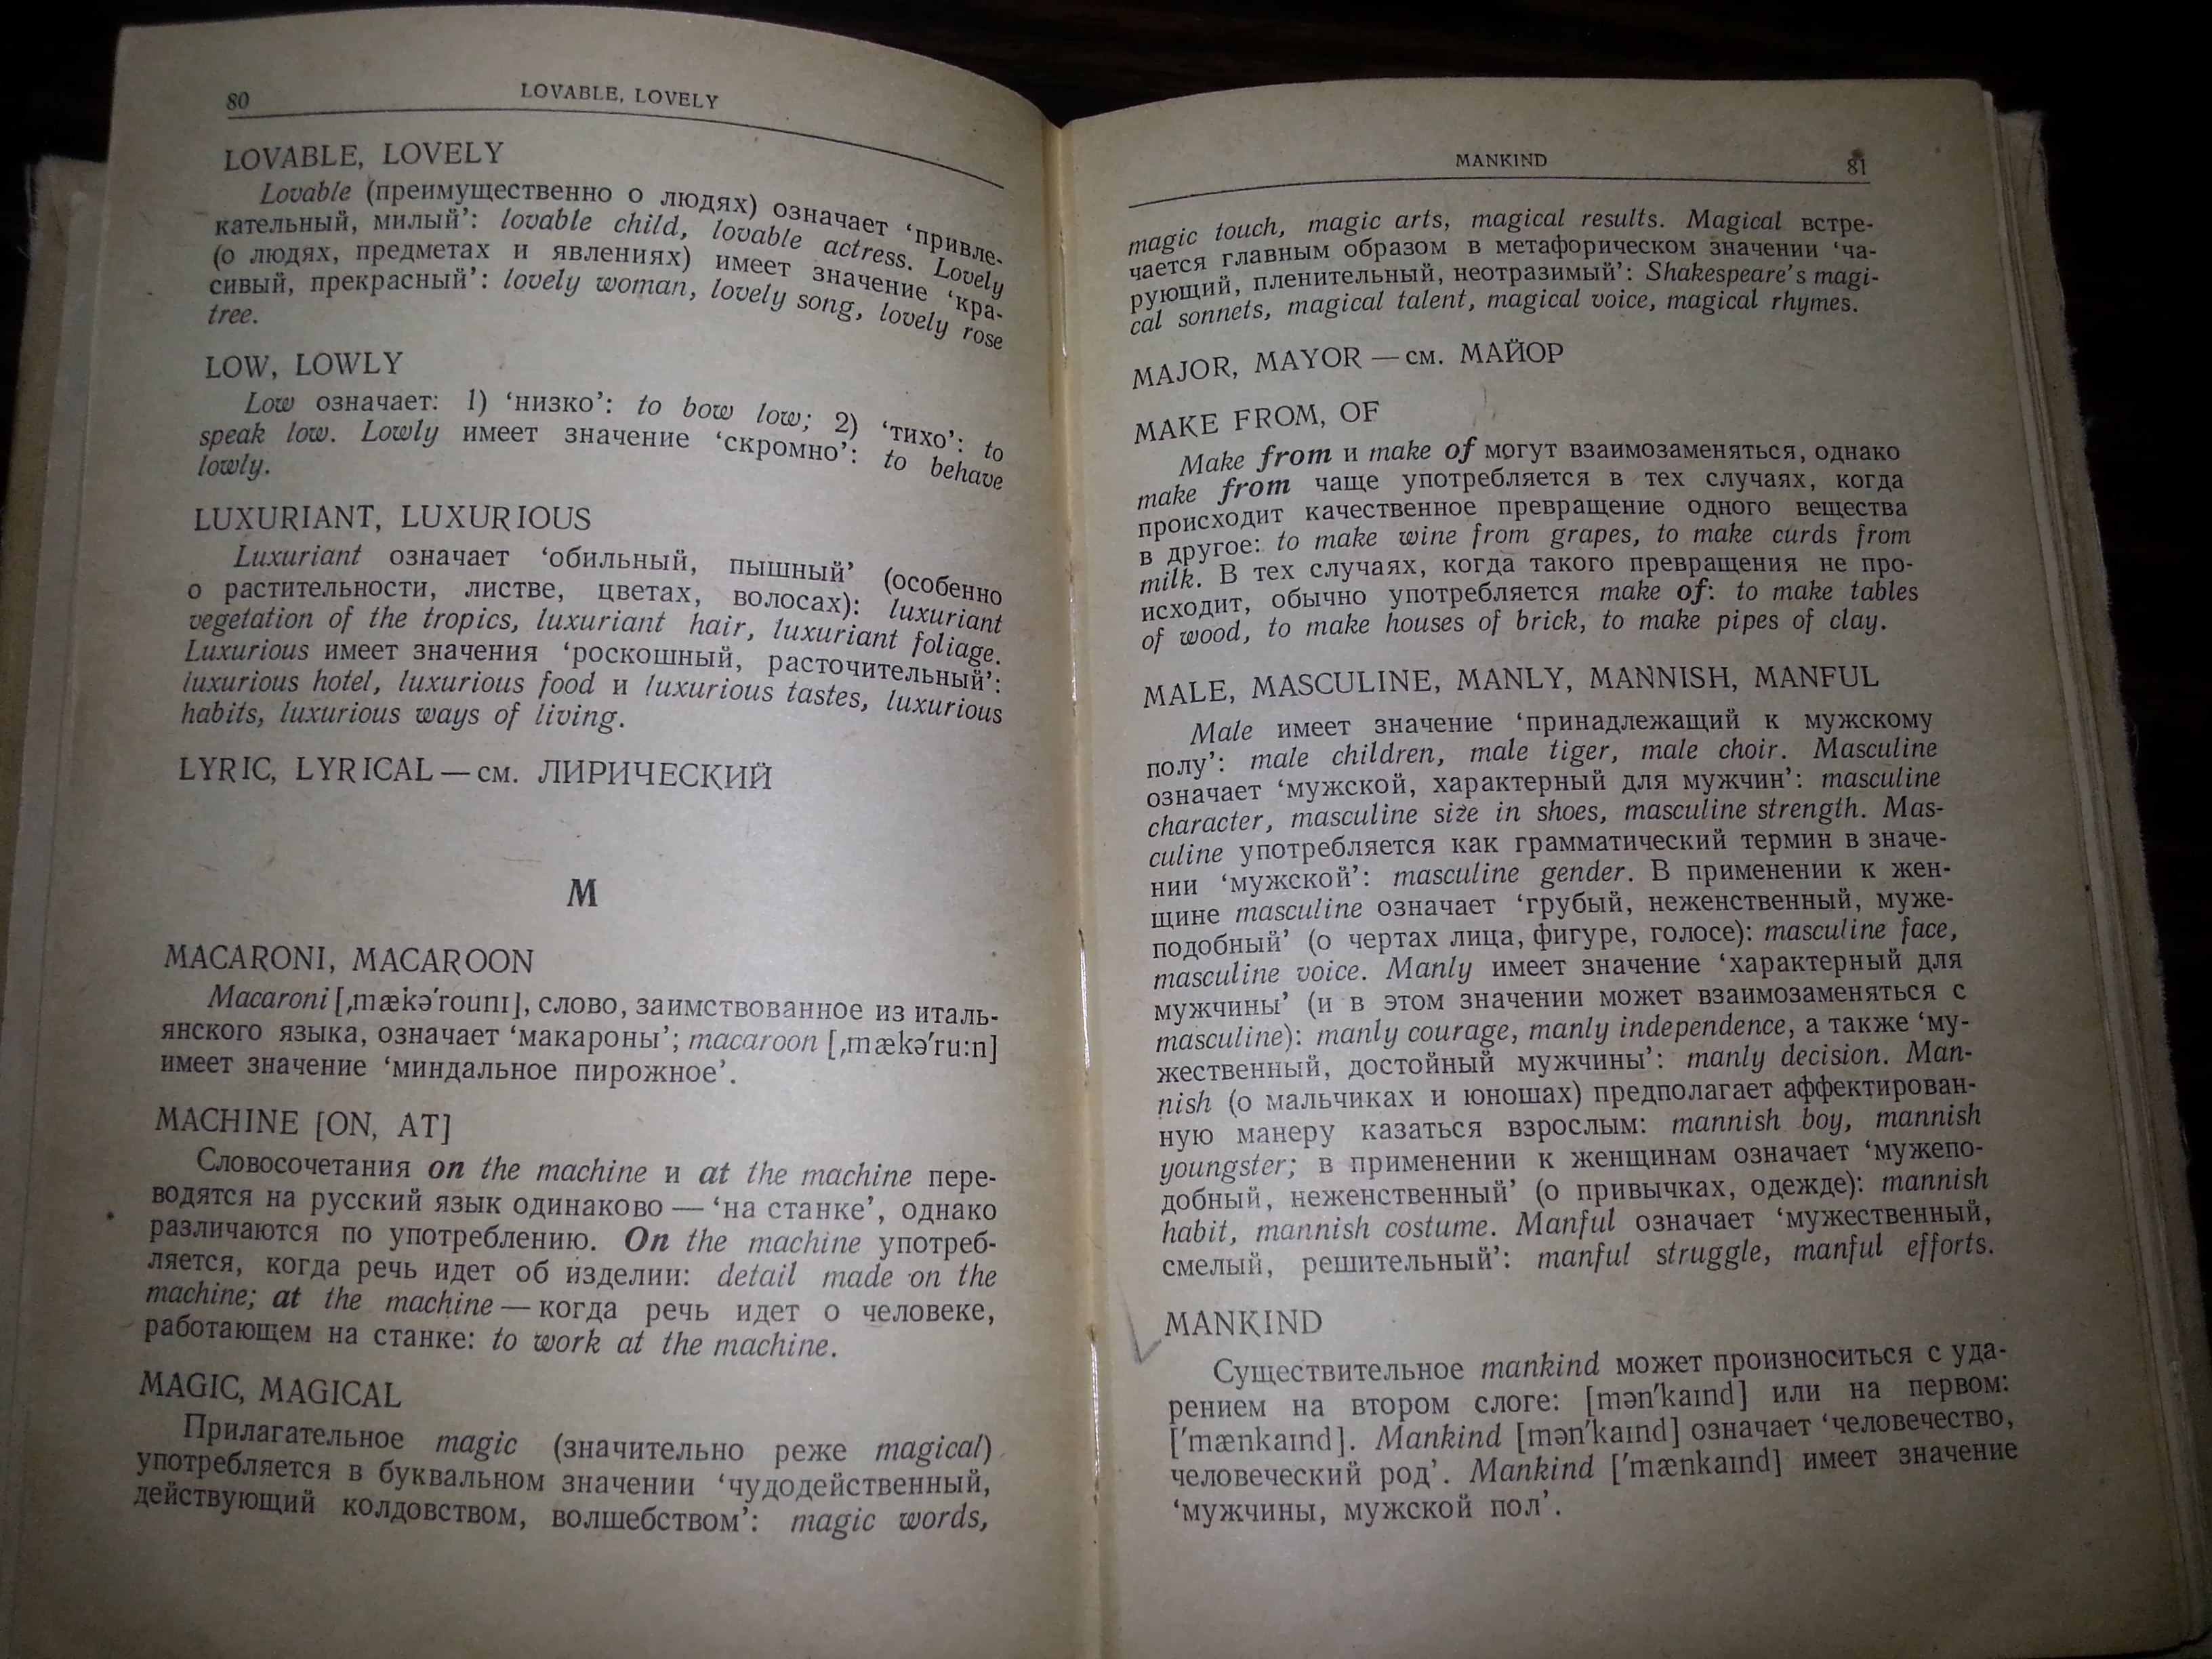 80
LOVABLE, LOVELY
LOVABLE, LOVELY
Lovable (преимущественно о людях) означает ‘привле-
кательный, милый’: lovable child, lovable actress. Lovely
(о людях, предметах и явлениях) имеет значение ‘кра-
сивый, прекрасный’: lovely woman, lovely song, lovely rose
tree.
LOW, LOWLY
Low означает: 1) ‘низко’: to bow low; 2) ‘тихо’: to
speak low. Lowly имеет значение ‘скромно’: to behave
lowly.
LUXURIANT, LUXURIOUS
Luxuriant означает ‘обильный, пышный’ (особенно
о растительности, листве, цветах, волосах): luxuriant
vegetation of the tropics, luxuriant hair, luxuriant foliage.
Luxurious имеет значения ‘роскошный, расточительный’:
luxurious hotel, luxurious food и luxurious tastes, luxurious
habits, luxurious ways of living.
LYRIC, LYRICAL — см. ЛИРИЧЕСКИЙ
M
MACARONI, MACAROON
Macaroni [ˌmækə′rounı], слово, заимствованное из италь-
янского языка, означает ‘макароны’; macaroon [ˌmækə′ru:n]
имеет значение ‘миндальное пирожное’.
MACHINE [ON, AT]
Словосочетания on the machine и at the machine пере-
водятся на русский язык одинаково — ‘на станке’, однако
различаются по употреблению. On the machine употреб-
ляется, когда речь идет об изделии: detail made on the
machine; at the machine — когда речь идет о человеке,
работающем на станке: to work at the machine.
MAGIC, MAGICAL
Прилагательное magic (значительно реже magical)
употребляется в буквальном значении ‘чудодейственный,
действующий колдовством, волшебством’: magic words,
MANKIND
81
magic touch, magic arts, magical results. Magical встре-
чается главным образом в метафорическом значении ‘ча-
рующий, пленительный, неотразимый’: Shakespeare’s magi-
cal sonnets, magical talent, magical voice, magical rhymes.
MAJOR, MAYOR — см. МАЙОР
MAKE FROM, OF
Make from и make of могут взаимозаменяться, однако
make from чаще употребляется в тех случаях, когда
происходит качественное превращение одного вещества
в другое: to make wine from grapes, to make curds from
milk. В тех случаях, когда такого превращения не про-
исходит, обычно употребляется make of: to make tables
of wood, to make houses of brick, to make pipes of clay.
MALE, MASCULINE, MANLY, MANNISH, MANFUL
Male имеет значение ‘принадлежащий к мужскому
полу’: male children, male tiger, male choir. Masculine
означает ‘мужской, характерный для мужчин’: masculine
character, masculine size in shoes, masculine strength. Mas-
culine употребляется как грамматический термин в значе-
нии ‘мужской’: masculine gender. В применении к жен-
щине masculine означает ‘грубый, неженственный, муже-
подобный’ (о чертах лица, фигуре, голосе): masculine face,
masculine voice. Manly имеет значение ‘характерный для
мужчины’ (и в этом значении может взаимозаменяться с
masculine): manly courage, manly independence, а также ‘му-
жественный, достойный мужчины’: manly decision. Man-
nish (о мальчиках и юношах) предполагает аффектирован-
ную манеру казаться взрослым: mannish boy, mannish
youngster; в применении к женщинам означает ‘мужепо-
добный, неженственный’ (о привычках, одежде): mannish
habit, mannish costume. Manful означает ‘мужественный,
смелый, решительный’: manful struggle, manful efforts.
MANKIND
Существительное mankind может произноситься с уда-
рением на втором слоге: [mən′kaınd] или на первом:
[′mænkaınd]. Mankind [mən′kaınd] означает ‘человечество,
человеческий род’. Mankind [′mænkaınd] имеет значение
‘мужчины, мужской пол’.